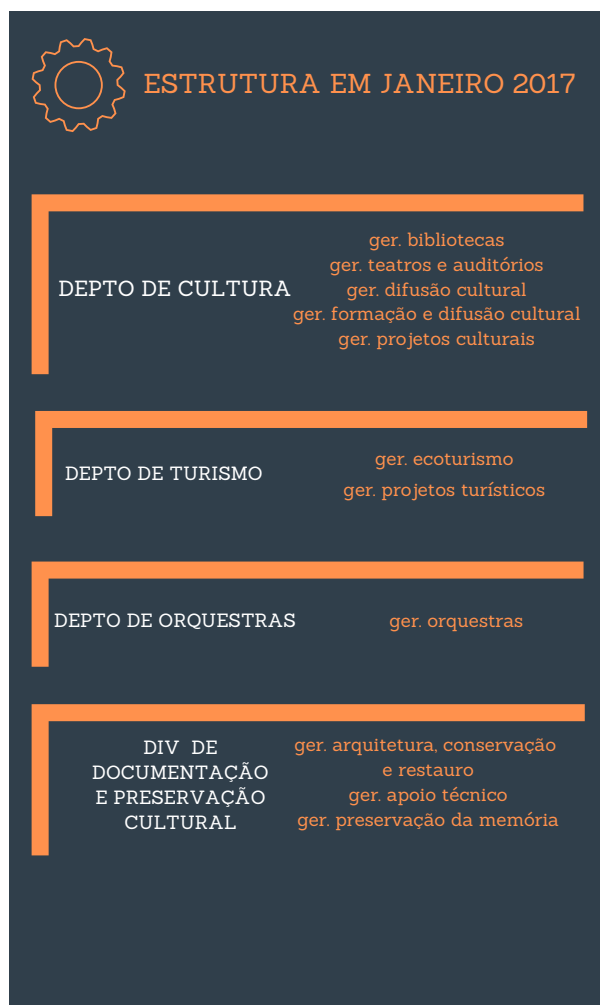 ESTRUTURA EM JANEIRO 2017
DEPTO DE CULTURA
ger. bibliotecas
ger. teatros e auditórios
ger. difusão cultural
ger. formação e difusão cultural
ger. projetos culturais
DEPTO DE TURISMO
ger. ecoturismo
ger. projetos turísticos
DEPTO DE ORQUESTRAS
ger. orquestras
DIV DE
DOCUMENTAÇÃO
E PRESERVAÇÃO
CULTURAL
ger. arquitetura, conservação
e restauro
ger. apoio técnico
ger. preservação da memória